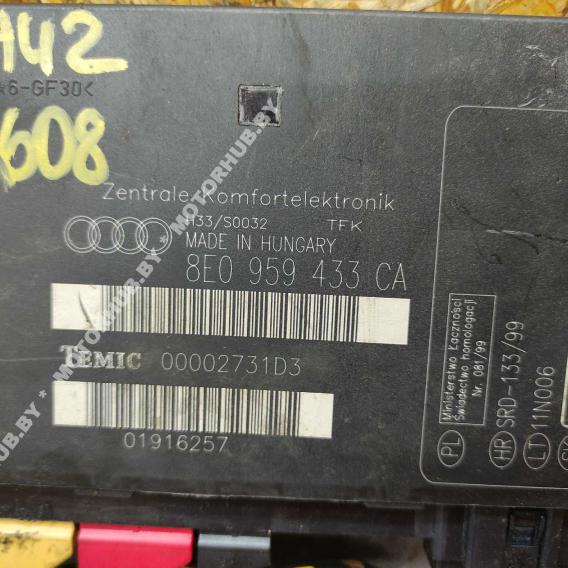 A42
*6-GF30<
608
Zentrale-Komfortelektronik
H33/S0032 TFK
MADE IN HUNGARY
8E0 959 433 CA
TEMIC 00002731D3
01916257
Ministerstwo Łączności
Świadectwo homologacji
Nr. 081/99
PL
HR SRD-133/99
LT 11N006
* MOTORHUB.BY * MOTORHUB.BY * MOTORHUB.BY